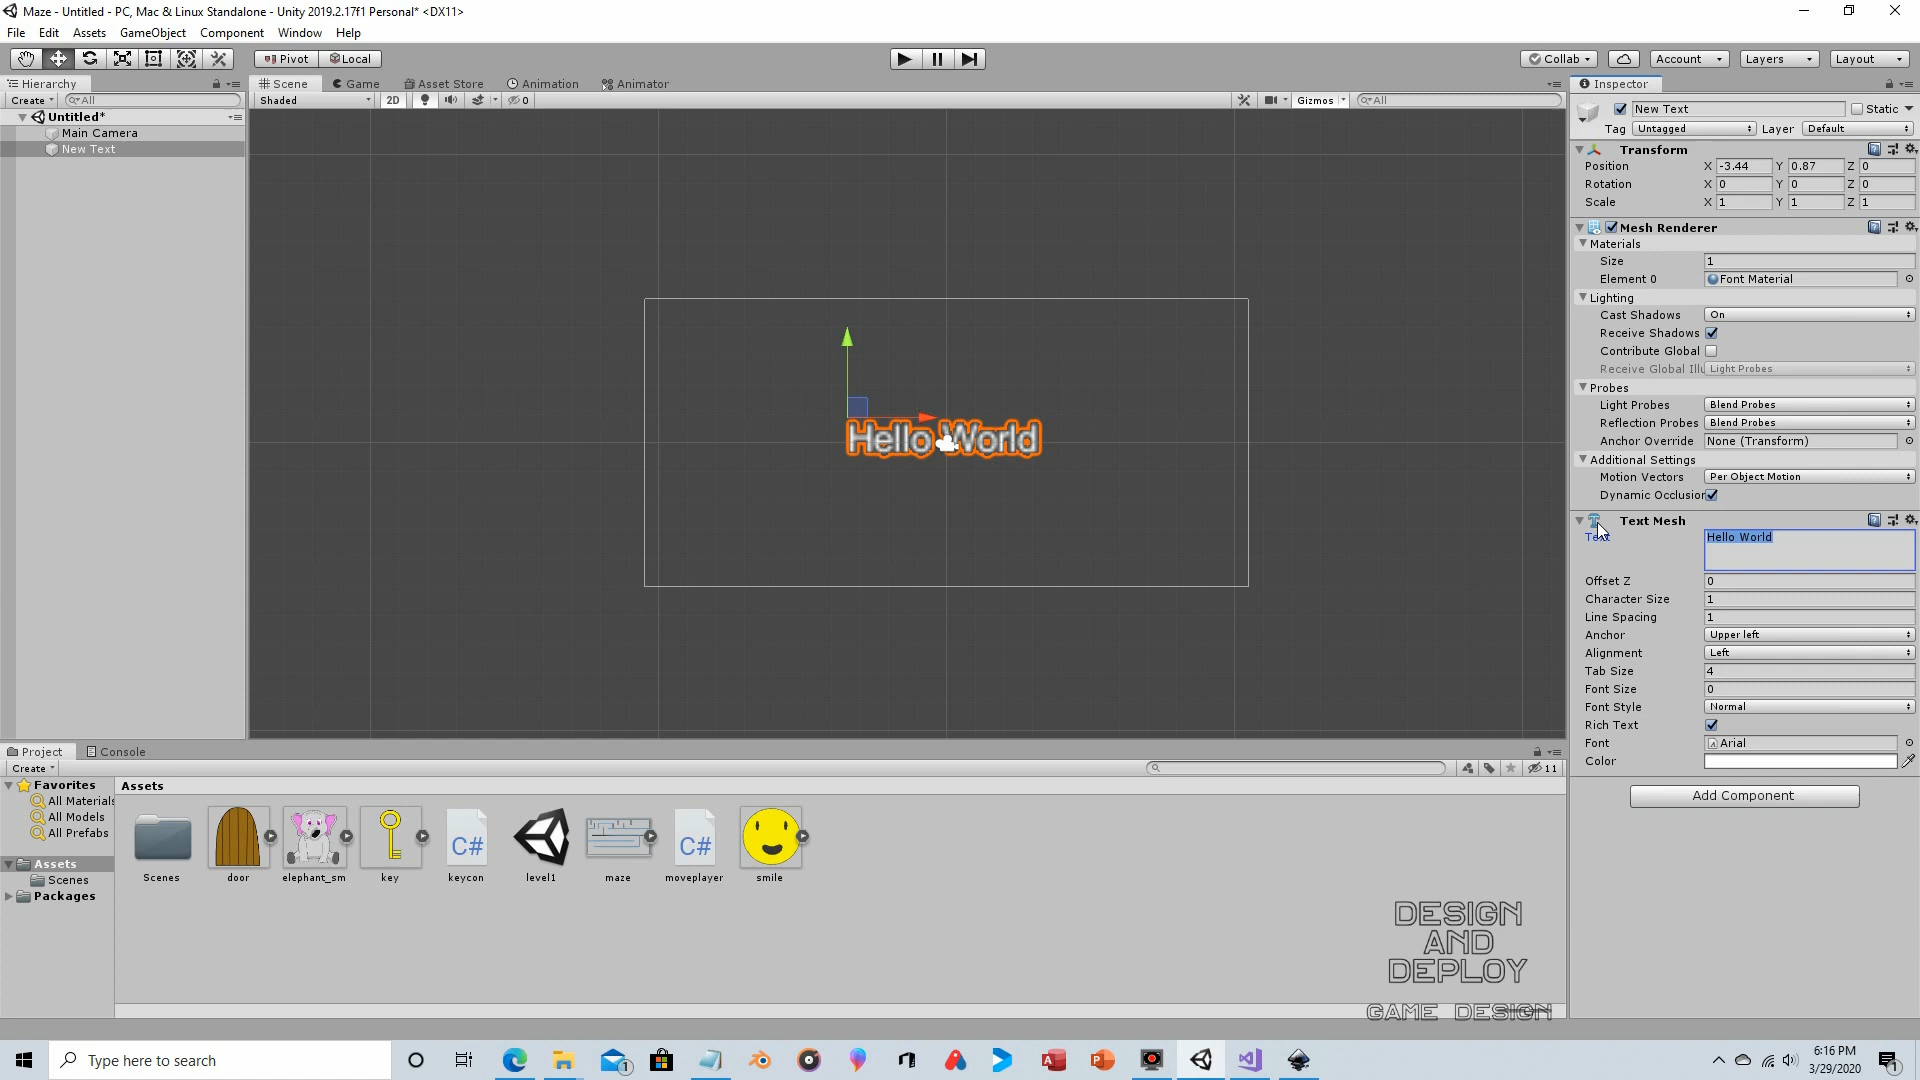 Maze - Untitled - PC, Mac & Linux Standalone - Unity 2019.2.17f1 Personal* <DX11>
File Edit Assets GameObject Component Window Help
Pivot Local Collab Account Layers Layout
Hierarchy Scene Game Asset Store Animation Animator Inspector
Create All Shaded 2D 0 Gizmos All
New Text Static
Untitled*
Tag Untagged Layer Default
Main Camera
New Text
Transform
Position X -3.44 Y 0.87 Z 0
Rotation X 0 Y 0 Z 0
Scale X 1 Y 1 Z 1
Mesh Renderer
Materials
Size 1
Element 0 Font Material
Lighting
Cast Shadows On
Receive Shadows
Contribute Global
Receive Global Illu Light Probes
Probes
Light Probes Blend Probes
Reflection Probes Blend Probes
Anchor Override None (Transform)
Additional Settings
Motion Vectors Per Object Motion
Dynamic Occlusion
Hello World
Text Mesh
Text Hello World
Offset Z 0
Character Size 1
Line Spacing 1
Anchor Upper left
Alignment Left
Tab Size 4
Font Size 0
Font Style Normal
Rich Text
Font Arial
Color
Add Component
Project Console
Create 11
Favorites
All Materials
All Models
All Prefabs
Assets
Scenes
Packages
Assets
C# C#
Scenes door elephant_sm key keycon level1 maze moveplayer smile
DESIGN
AND
DEPLOY
GAME DESIGN
Type here to search
1
6:16 PM
3/29/2020
1